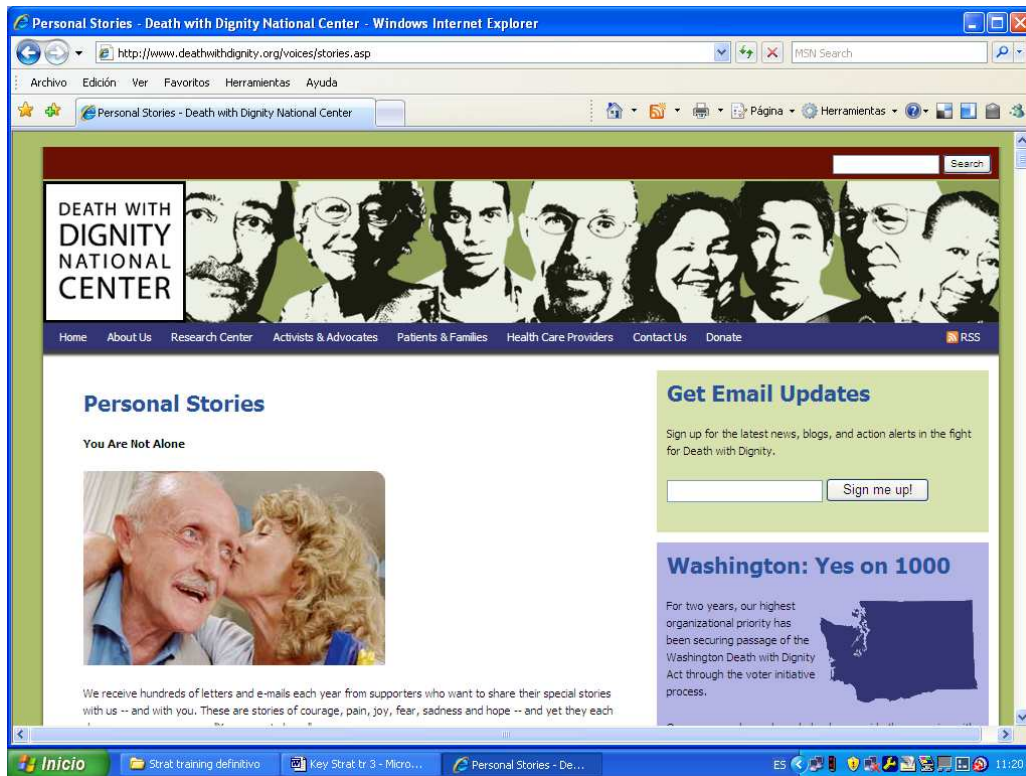 Personal Stories - Death with Dignity National Center - Windows Internet Explorer
http://www.deathwithdignity.org/voices/stories.asp
MSN Search
Archivo Edición Ver Favoritos Herramientas Ayuda
Personal Stories - Death with Dignity National Center
Página Herramientas
Search
DEATH WITH
DIGNITY
NATIONAL
CENTER
Home About Us Research Center Activists & Advocates Patients & Families Health Care Providers Contact Us Donate RSS
Personal Stories
You Are Not Alone
We receive hundreds of letters and e-mails each year from supporters who want to share their special stories
with us -- and with you. These are stories of courage, pain, joy, fear, sadness and hope -- and yet they each
Get Email Updates
Sign up for the latest news, blogs, and action alerts in the fight
for Death with Dignity.
Sign me up!
Washington: Yes on 1000
For two years, our highest
organizational priority has
been securing passage of the
Washington Death with Dignity
Act through the voter initiative
process.
Inicio Strat training definitivo Key Strat tr 3 - Micro... Personal Stories - De... ES 11:20